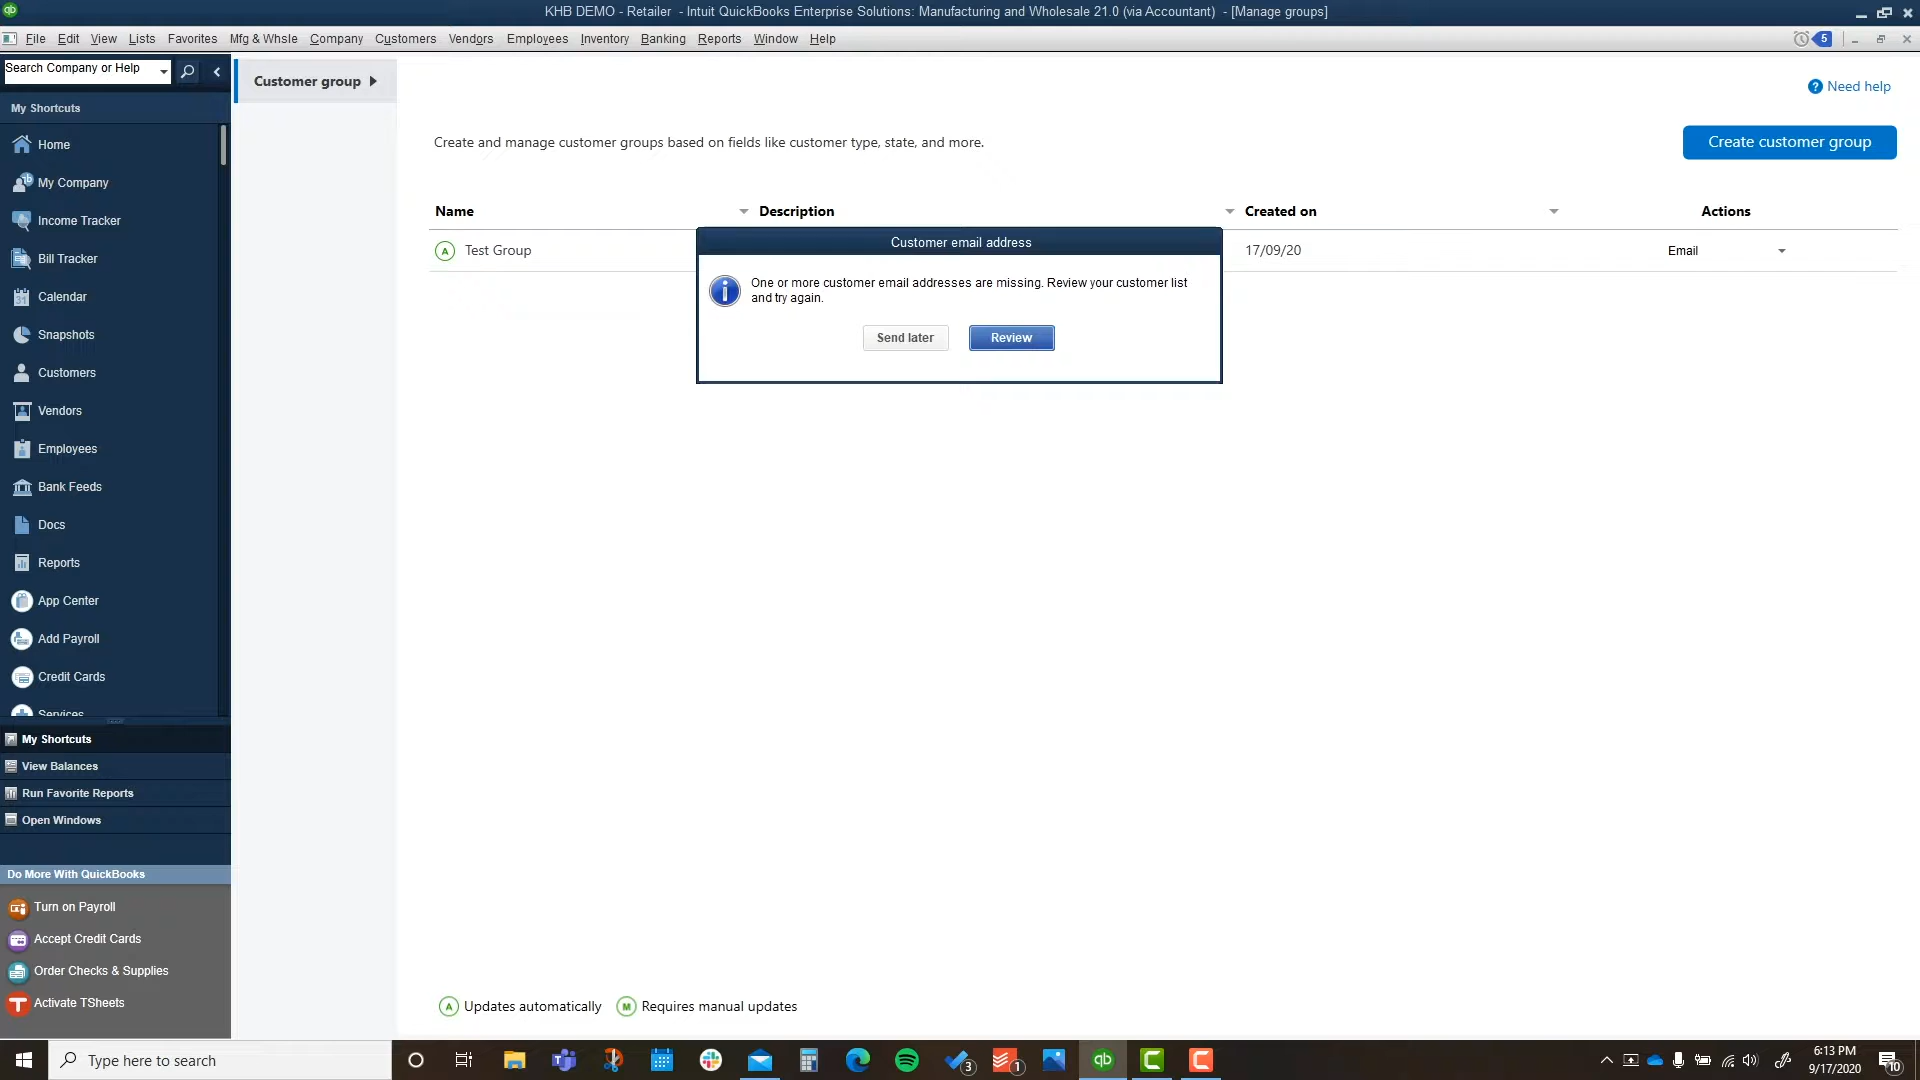 KHB DEMO - Retailer - Intuit QuickBooks Enterprise Solutions: Manufacturing and Wholesale 21.0 (via Accountant) - [Manage groups]
File Edit View Lists Favorites Mfg & Whsle Company Customers Vendors Employees Inventory Banking Reports Window Help
5
Search Company or Help
Customer group
Need help
My Shortcuts
Home
My Company
Income Tracker
Bill Tracker
Calendar
Snapshots
Customers
Vendors
Employees
Bank Feeds
Docs
Reports
App Center
Add Payroll
Credit Cards
Services
My Shortcuts
View Balances
Run Favorite Reports
Open Windows
Do More With QuickBooks
Turn on Payroll
Accept Credit Cards
Order Checks & Supplies
Activate TSheets
Create and manage customer groups based on fields like customer type, state, and more.
Create customer group
Name Description Created on Actions
A Test Group 17/09/20 Email
Customer email address
One or more customer email addresses are missing. Review your customer list
and try again.
Send later Review
A Updates automatically M Requires manual updates
Type here to search
3
1
6:13 PM
9/17/2020
10